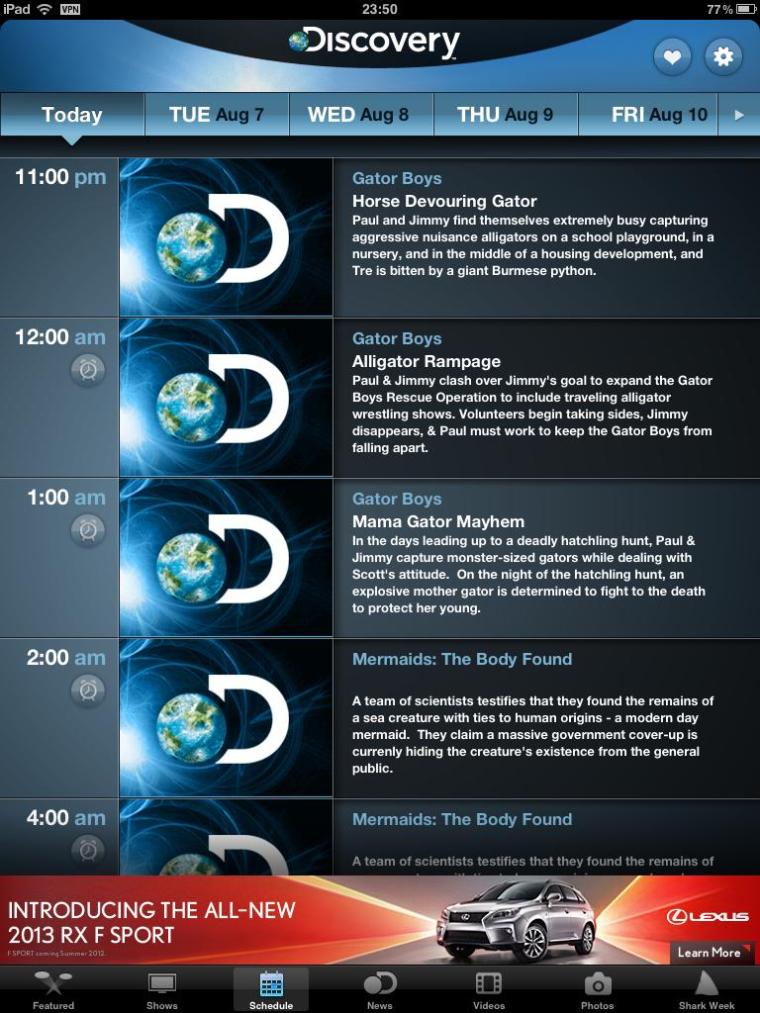 iPad VPN 23:50 77%
Discovery
Today TUE Aug 7 WED Aug 8 THU Aug 9 FRI Aug 10
11:00 pm
Gator Boys
Horse Devouring Gator
Paul and Jimmy find themselves extremely busy capturing
aggressive nuisance alligators on a school playground, in a
nursery, and in the middle of a housing development, and
Tre is bitten by a giant Burmese python.
12:00 am
Gator Boys
Alligator Rampage
Paul & Jimmy clash over Jimmy's goal to expand the Gator
Boys Rescue Operation to include traveling alligator
wrestling shows. Volunteers begin taking sides, Jimmy
disappears, & Paul must work to keep the Gator Boys from
falling apart.
1:00 am
Gator Boys
Mama Gator Mayhem
In the days leading up to a deadly hatchling hunt, Paul &
Jimmy capture monster-sized gators while dealing with
Scott's attitude. On the night of the hatchling hunt, an
explosive mother gator is determined to fight to the death
to protect her young.
2:00 am
Mermaids: The Body Found
A team of scientists testifies that they found the remains of
a sea creature with ties to human origins - a modern day
mermaid. They claim a massive government cover-up is
currenly hiding the creature's existence from the general
public.
4:00 am
Mermaids: The Body Found
A team of scientists testifies that they found the remains of
INTRODUCING THE ALL-NEW
2013 RX F SPORT
F SPORT coming Summer 2012.
LEXUS
Learn More
Featured Shows Schedule News Videos Photos Shark Week